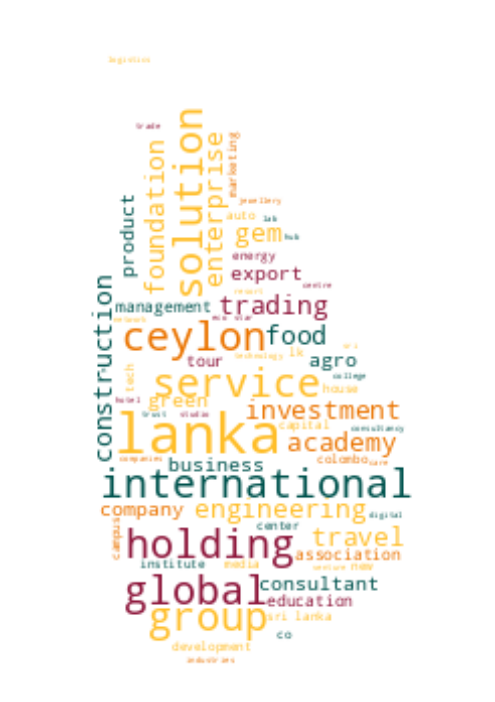 logistics
trade
solution
marketing
enterprise
foundation
product
jewellery
auto lab
gem hub
energy
export
centre
resort
construction
management trading
eco star
network
ceylon food
sri
technology lk
tour agro
tech
service college
house
hotel green
investment
trust studio
lanka capital consultancy
academy
companies colombo care
business
international
company engineering digital
center
campus holding travel
association
institute media venture new
global consultant
education
group sri lanka
co
development
industries